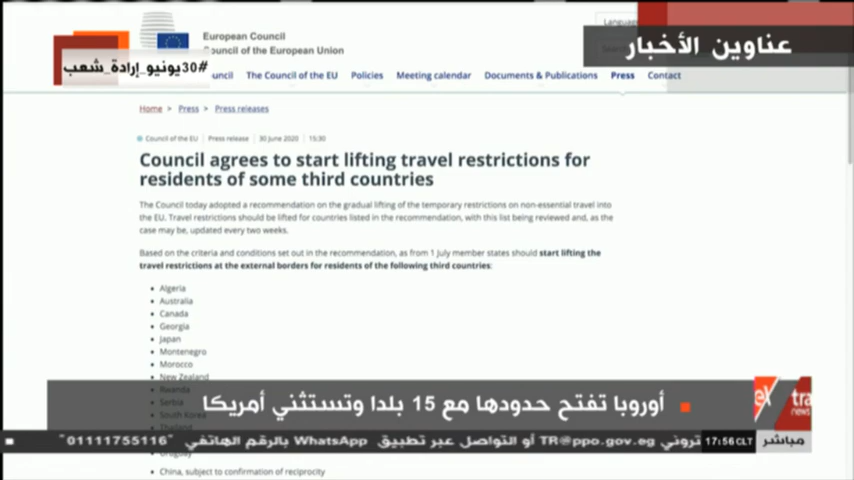 European Council
Council of the European Union
عناوين الأخبار
#30يونيو_إرادة_شعب
The Council of the EU
Policies
Meeting calendar
Documents & Publications
Press
Contact
Home > Press > Press releases
Council of the EU | Press release | 30 June 2020 | 15:30
Council agrees to start lifting travel restrictions for
residents of some third countries
The Council today adopted a recommendation on the gradual lifting of the temporary restrictions on non-essential travel into
the EU. Travel restrictions should be lifted for countries listed in the recommendation, with this list being reviewed and, as the
case may be, updated every two weeks.
Based on the criteria and conditions set out in the recommendation, as from 1 July member states should start lifting the
travel restrictions at the external borders for residents of the following third countries:
• Algeria
• Australia
• Canada
• Georgia
• Japan
• Montenegro
• Morocco
• New Zealand
• Rwanda
• Serbia
• South Korea
• Thailand
أوروبا تفتح حدودها مع 15 بلدا وتستثني أمريكا
extra
news
مباشر
17:56CLT
تروني TR@ppo.gov.eg أو التواصل عبر تطبيق WhatsApp بالرقم الهاتفي "01111755116"
• Uruguay
• China, subject to confirmation of reciprocity